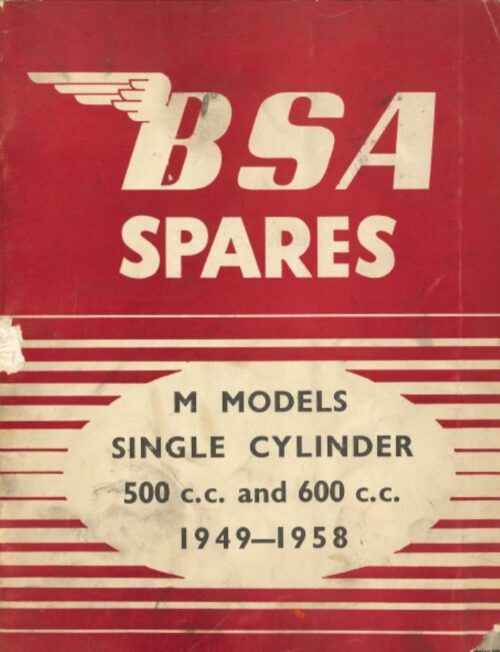 BSA
SPARES
M MODELS
SINGLE CYLINDER
500 c.c. and 600 c.c.
1949—1958